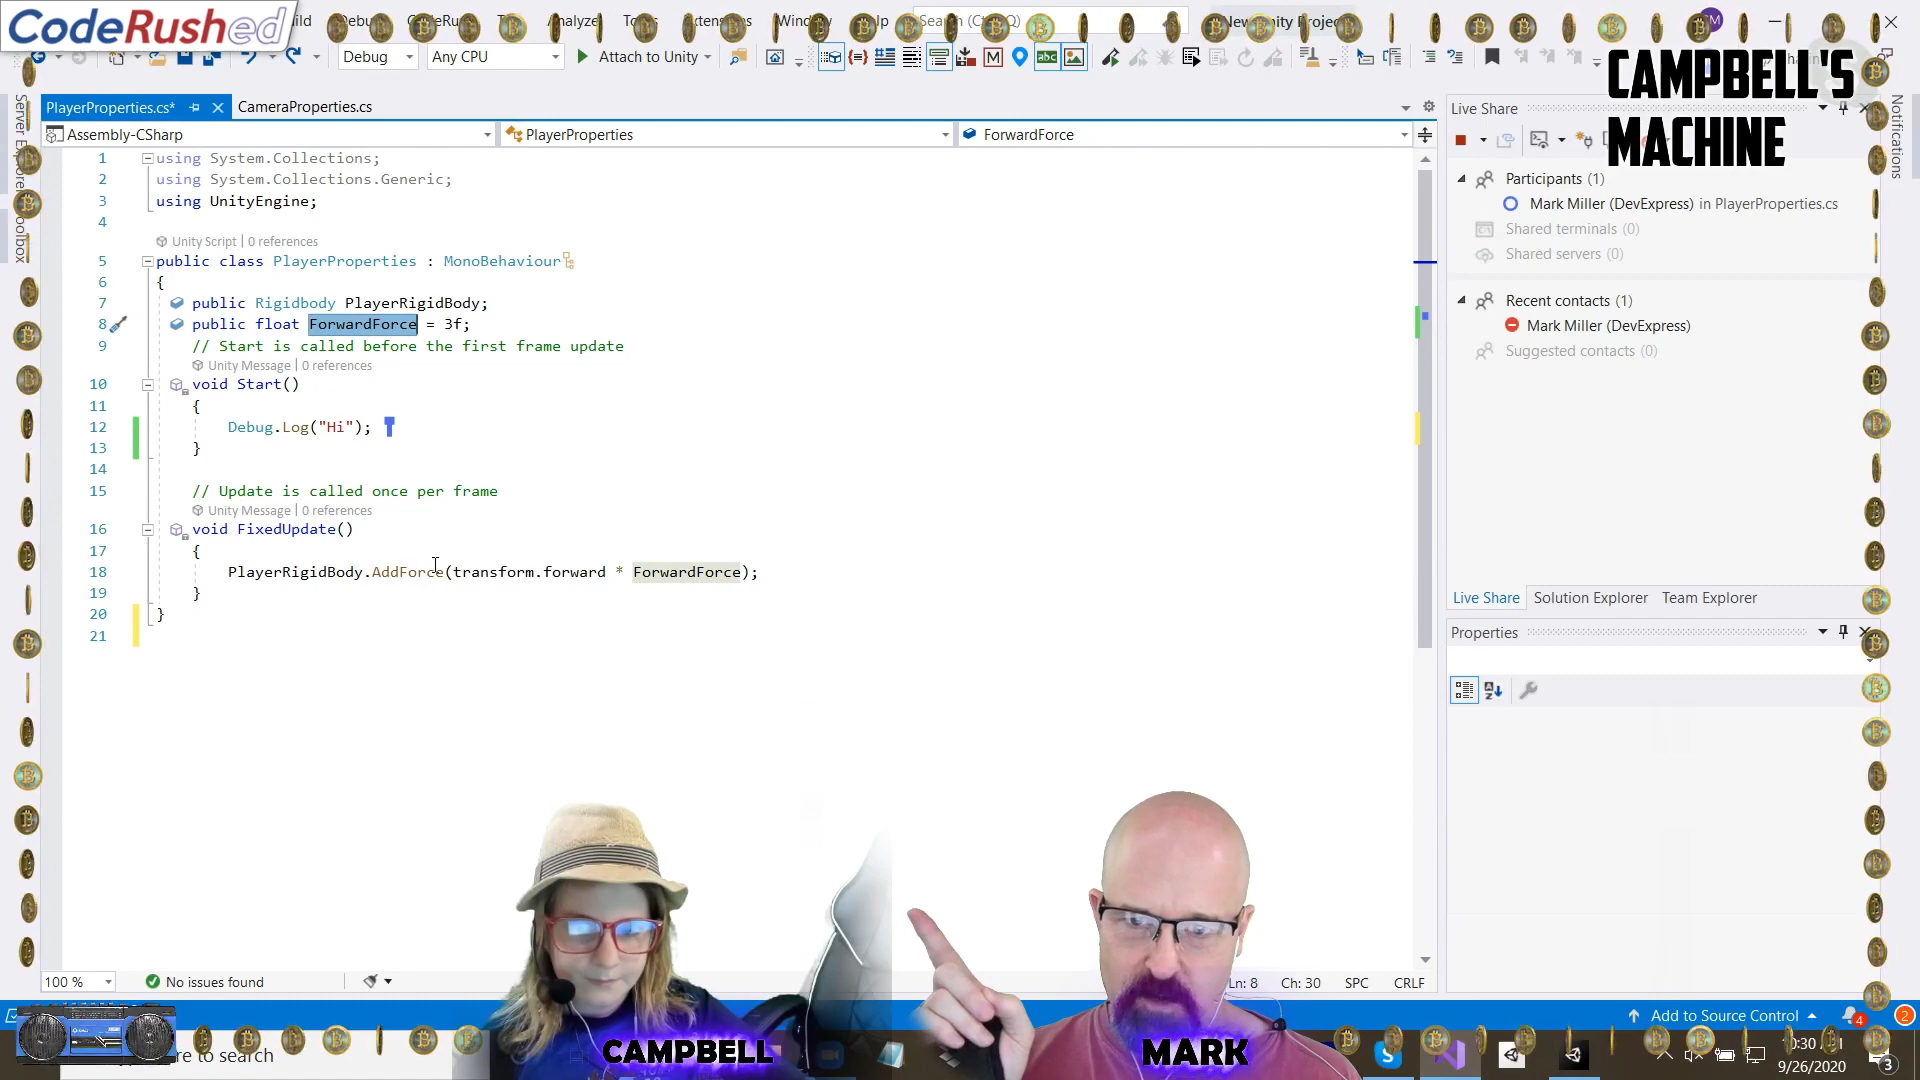 CodeRushed
CAMPBELL'S
MACHINE
Debug
Any CPU
Attach to Unity
PlayerProperties.cs*
CameraProperties.cs
Assembly-CSharp
PlayerProperties
ForwardForce
1 using System.Collections;
2 using System.Collections.Generic;
3 using UnityEngine;
4
Unity Script | 0 references
5 public class PlayerProperties : MonoBehaviour
6 {
7 public Rigidbody PlayerRigidBody;
8 public float ForwardForce = 3f;
9 // Start is called before the first frame update
Unity Message | 0 references
10 void Start()
11 {
12 Debug.Log("Hi");
13 }
14
15 // Update is called once per frame
Unity Message | 0 references
16 void FixedUpdate()
17 {
18 PlayerRigidBody.AddForce(transform.forward * ForwardForce);
19 }
20 }
21
Live Share
Participants (1)
Mark Miller (DevExpress) in PlayerProperties.cs
Shared terminals (0)
Shared servers (0)
Recent contacts (1)
Mark Miller (DevExpress)
Suggested contacts (0)
Live Share
Solution Explorer
Team Explorer
Properties
Notifications
100 %
No issues found
Ln: 8
Ch: 30
SPC
CRLF
Add to Source Control
4
2
CAMPBELL
MARK
re to search
9/26/2020
3